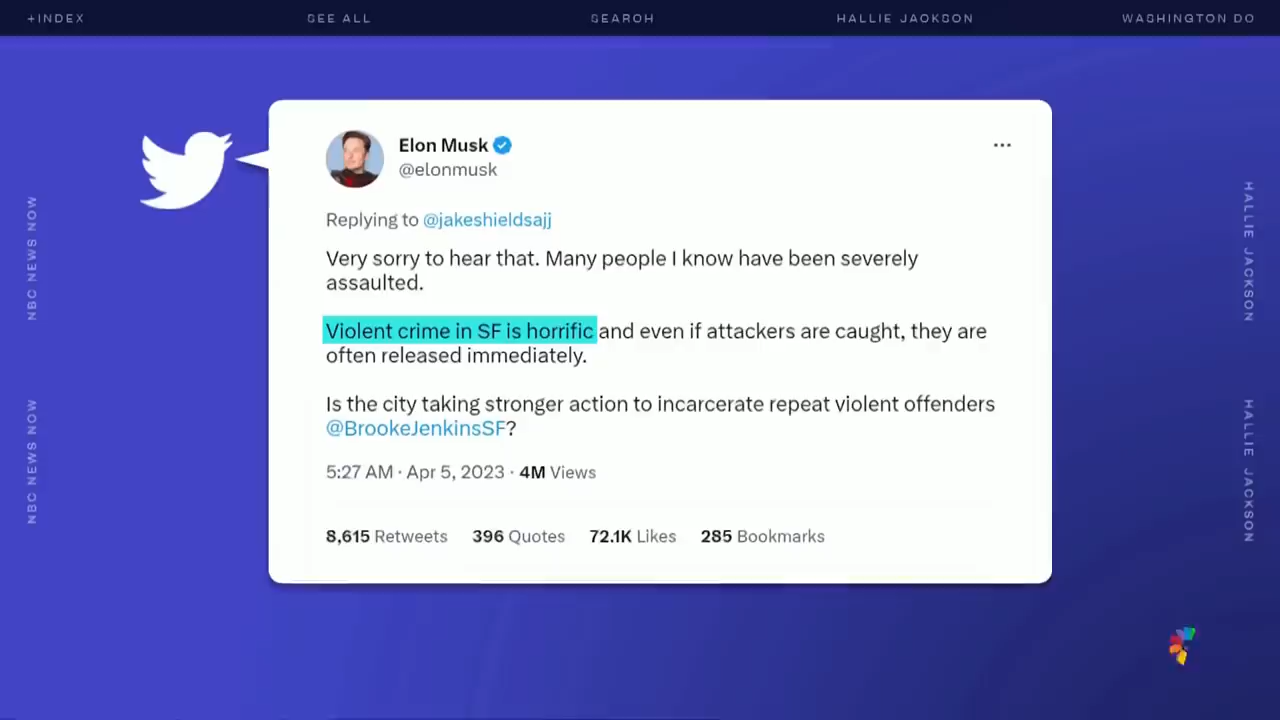 +INDEX SEE ALL SEARCH HALLIE JACKSON WASHINGTON DC
NBC NEWS NOW
NBC NEWS NOW
Elon Musk
@elonmusk
Replying to @jakeshieldsajj
Very sorry to hear that. Many people I know have been severely
assaulted.
Violent crime in SF is horrific and even if attackers are caught, they are
often released immediately.
Is the city taking stronger action to incarcerate repeat violent offenders
@BrookeJenkinsSF?
5:27 AM · Apr 5, 2023 · 4M Views
8,615 Retweets 396 Quotes 72.1K Likes 285 Bookmarks
HALLIE JACKSON
HALLIE JACKSON